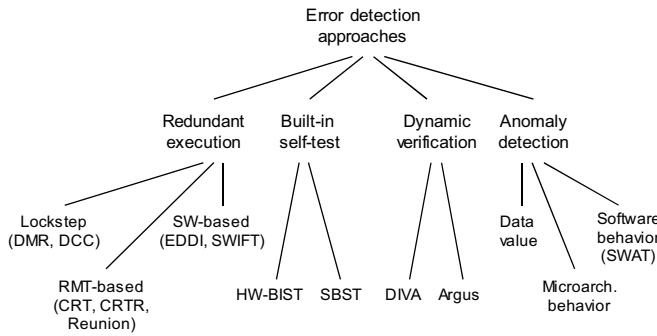 Error detection
approaches
Redundant
execution
Built-in
self-test
Dynamic
verification
Anomaly
detection
Lockstep
(DMR, DCC)
SW-based
(EDDI, SWIFT)
Data
value
Software
behavior
(SWAT)
RMT-based
(CRT, CRTR,
Reunion)
HW-BIST
SBST
DIVA
Argus
Microarch.
behavior